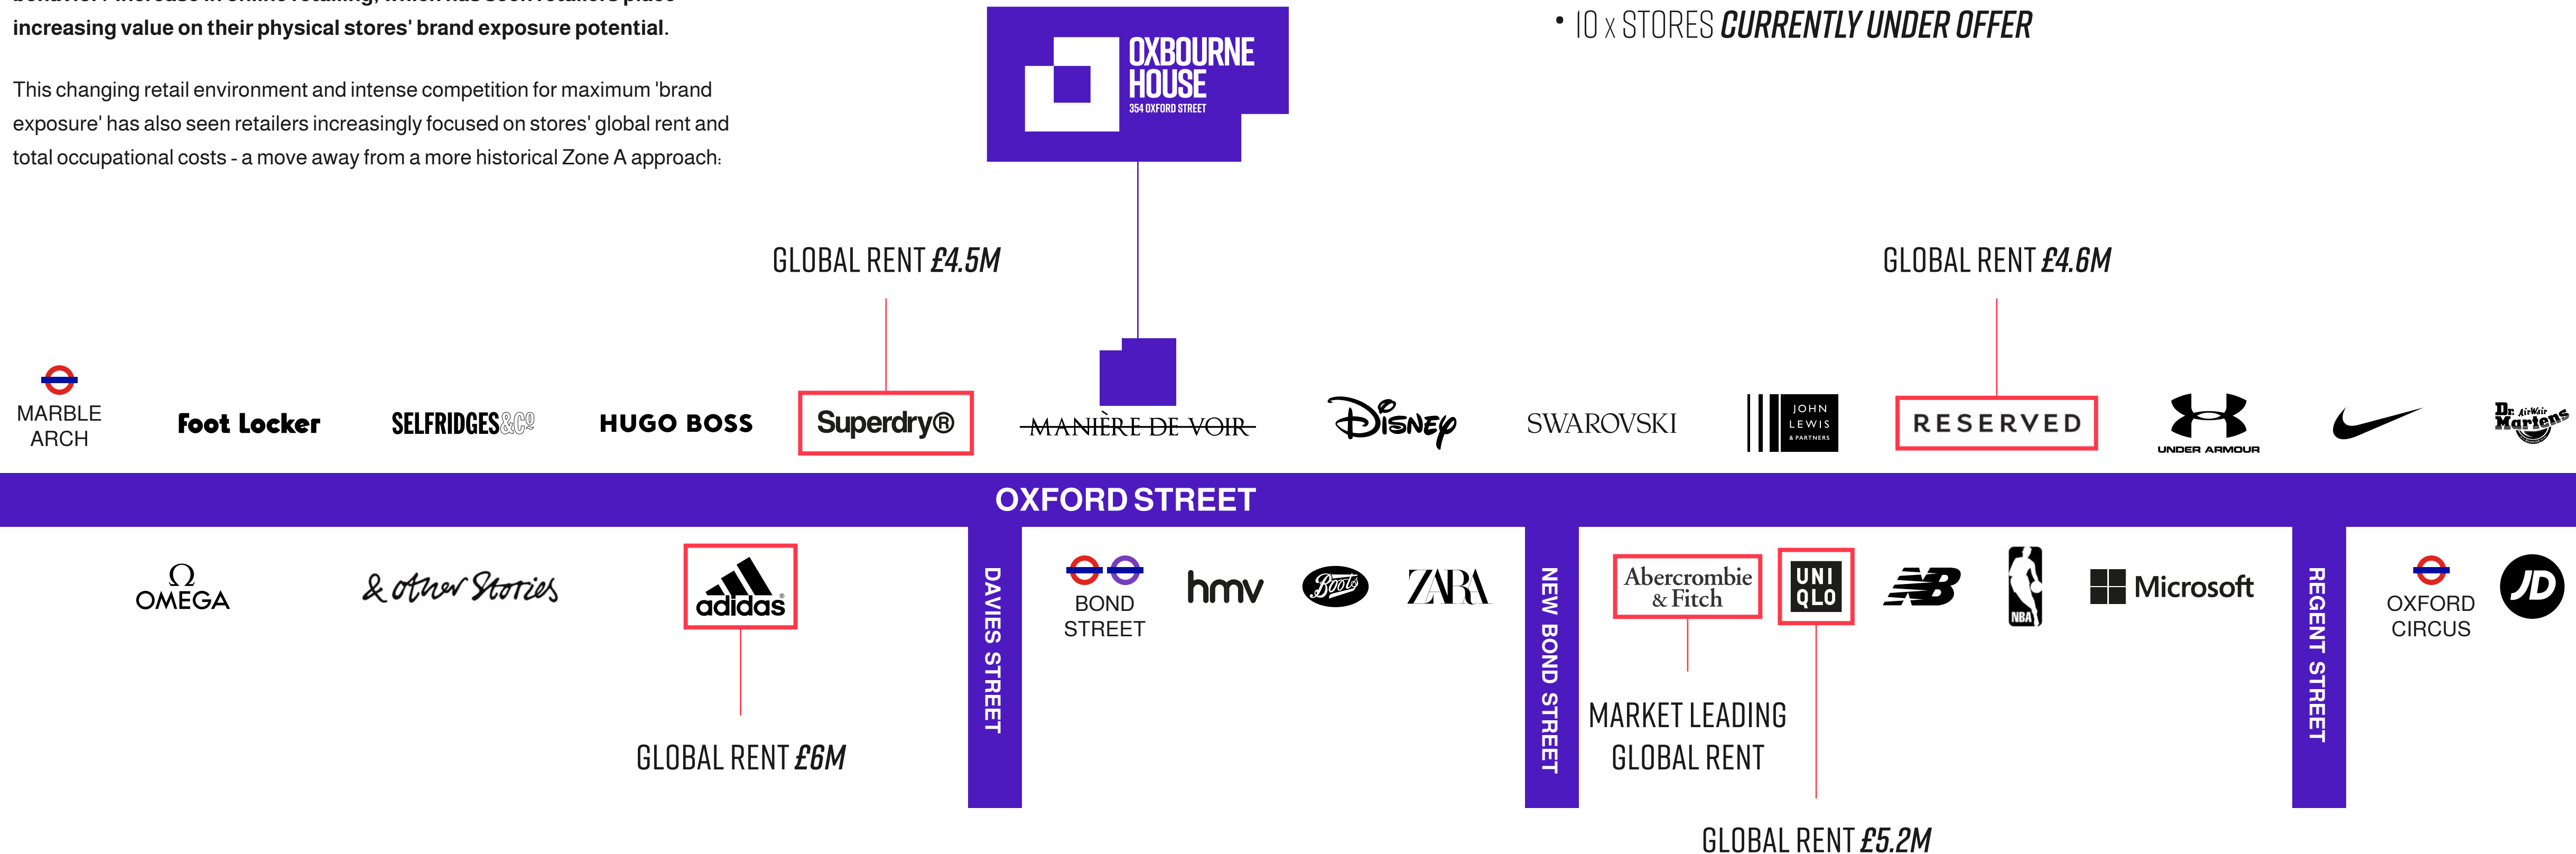 increasing value on their physical stores' brand exposure potential.
This changing retail environment and intense competition for maximum 'brand
exposure' has also seen retailers increasingly focused on stores' global rent and
total occupational costs - a move away from a more historical Zone A approach:
OXBOURNE
HOUSE
354 OXFORD STREET
• 10 x STORES CURRENTLY UNDER OFFER
GLOBAL RENT £4.5M
GLOBAL RENT £4.6M
MARBLE
ARCH
Foot Locker
SELFRIDGES&CO
HUGO BOSS
Superdry®
MANIÈRE DE VOIR
Disney
SWAROVSKI
JOHN
LEWIS
& PARTNERS
RESERVED
UNDER ARMOUR
Dr. AirWair
Martens
OXFORD STREET
Ω
OMEGA
& other Stories
adidas®
DAVIES STREET
BOND
STREET
hmv
Boots
ZARA
NEW BOND STREET
Abercrombie
& Fitch
UNI
QLO
NB
NBA
Microsoft
REGENT STREET
OXFORD
CIRCUS
JD
GLOBAL RENT £6M
MARKET LEADING
GLOBAL RENT
GLOBAL RENT £5.2M